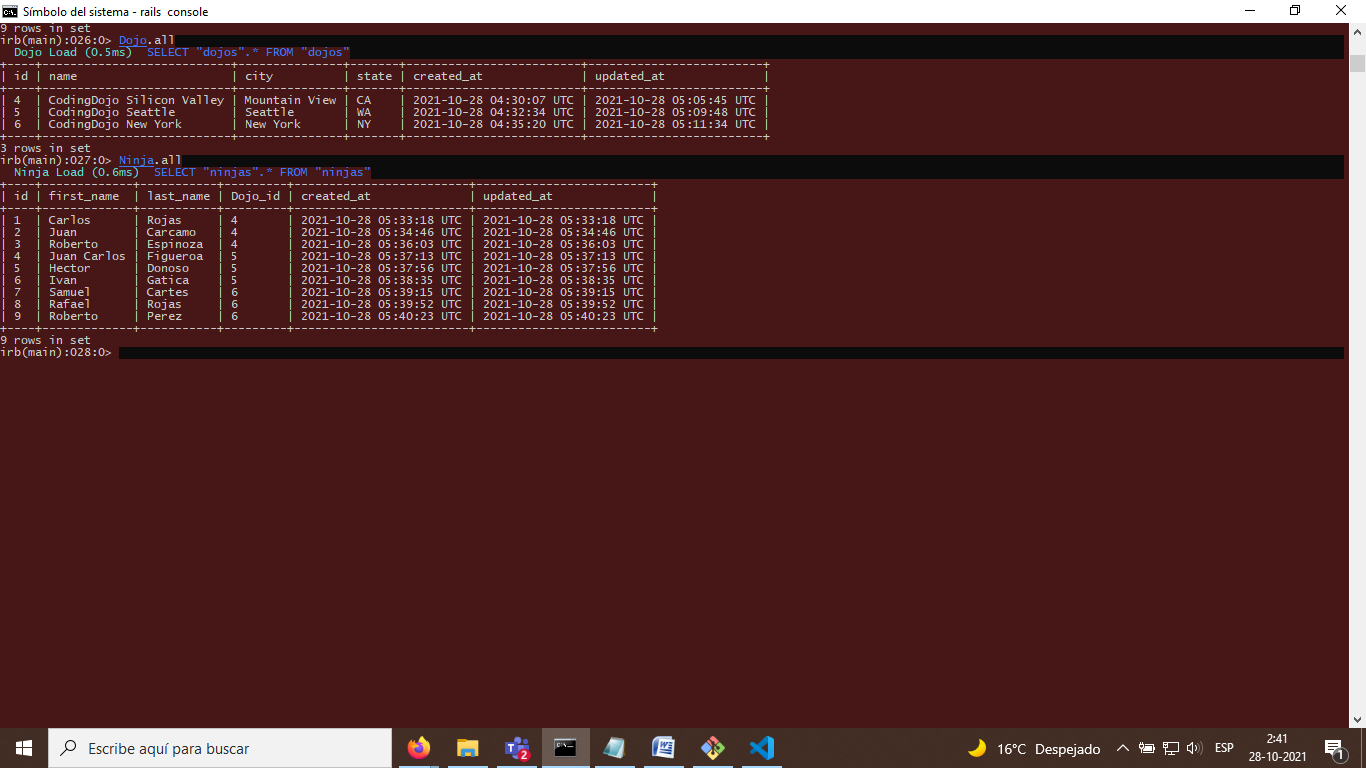 Símbolo del sistema - rails  console
9 rows in set
irb(main):026:0> Dojo.all
  Dojo Load (0.5ms)  SELECT "dojos".* FROM "dojos"
+----+---------------------------+---------------+-------+-------------------------+-------------------------+
| id | name                      | city          | state | created_at              | updated_at              |
+----+---------------------------+---------------+-------+-------------------------+-------------------------+
| 4  | CodingDojo Silicon Valley | Mountain View | CA    | 2021-10-28 04:30:07 UTC | 2021-10-28 05:05:45 UTC |
| 5  | CodingDojo Seattle        | Seattle       | WA    | 2021-10-28 04:32:34 UTC | 2021-10-28 05:09:48 UTC |
| 6  | CodingDojo New York       | New York      | NY    | 2021-10-28 04:35:20 UTC | 2021-10-28 05:11:34 UTC |
+----+---------------------------+---------------+-------+-------------------------+-------------------------+
3 rows in set
irb(main):027:0> Ninja.all
  Ninja Load (0.6ms)  SELECT "ninjas".* FROM "ninjas"
+----+-------------+-----------+---------+-------------------------+-------------------------+
| id | first_name  | last_name | Dojo_id | created_at              | updated_at              |
+----+-------------+-----------+---------+-------------------------+-------------------------+
| 1  | Carlos      | Rojas     | 4       | 2021-10-28 05:33:18 UTC | 2021-10-28 05:33:18 UTC |
| 2  | Juan        | Carcamo   | 4       | 2021-10-28 05:34:46 UTC | 2021-10-28 05:34:46 UTC |
| 3  | Roberto     | Espinoza  | 4       | 2021-10-28 05:36:03 UTC | 2021-10-28 05:36:03 UTC |
| 4  | Juan Carlos | Figueroa  | 5       | 2021-10-28 05:37:13 UTC | 2021-10-28 05:37:13 UTC |
| 5  | Hector      | Donoso    | 5       | 2021-10-28 05:37:56 UTC | 2021-10-28 05:37:56 UTC |
| 6  | Ivan        | Gatica    | 5       | 2021-10-28 05:38:35 UTC | 2021-10-28 05:38:35 UTC |
| 7  | Samuel      | Cartes    | 6       | 2021-10-28 05:39:15 UTC | 2021-10-28 05:39:15 UTC |
| 8  | Rafael      | Rojas     | 6       | 2021-10-28 05:39:52 UTC | 2021-10-28 05:39:52 UTC |
| 9  | Roberto     | Perez     | 6       | 2021-10-28 05:40:23 UTC | 2021-10-28 05:40:23 UTC |
+----+-------------+-----------+---------+-------------------------+-------------------------+
9 rows in set
irb(main):028:0>
Escribe aquí para buscar
2
16°C Despejado
ESP
2:41
28-10-2021
1